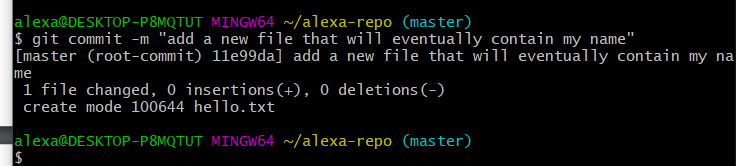 alexa@DESKTOP-P8MQTUT MINGW64 ~/alexa-repo (master)
$ git commit -m "add a new file that will eventually contain my name"
[master (root-commit) 11e99da] add a new file that will eventually contain my na
me
 1 file changed, 0 insertions(+), 0 deletions(-)
 create mode 100644 hello.txt
alexa@DESKTOP-P8MQTUT MINGW64 ~/alexa-repo (master)
$